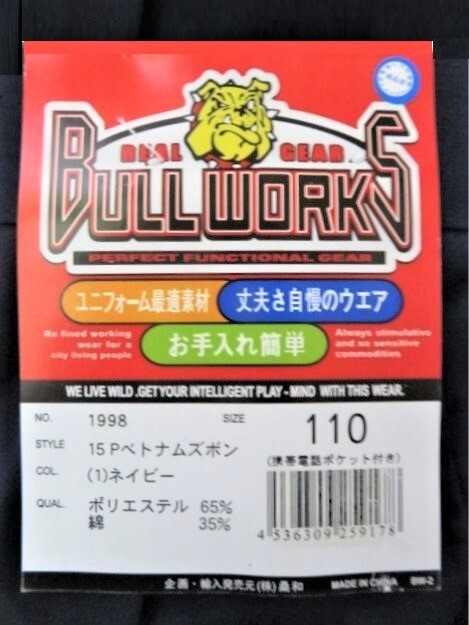 REAL GEAR
BULLWORKS
PERFECT FUNCTIONAL GEAR
ユニフォーム最適素材 丈夫さ自慢のウエア
お手入れ簡単
Re fined working
wear for a
city living people
Always stimulative
and so sensitive
commodities
WE LIVE WILD .GET YOUR INTELLIGENT PLAY-MIND WITH THIS WEAR.
NO. 1998 SIZE 110
(携帯電話ポケット付き)
STYLE 15 Pベトナムズボン
COL. (1)ネイビー
QUAL. ポリエステル 65%
綿 35%
4 536309 259178
企画・輸入発売元(株)桑和 MADE IN CHINA BW-2